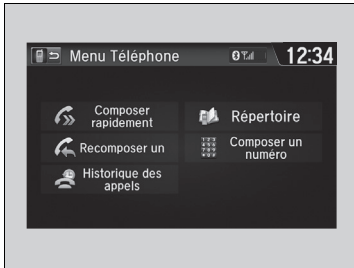 Menu Téléphone
12:34
Composer
rapidement
Répertoire
Recomposer un
Composer un
numéro
Historique des
appels